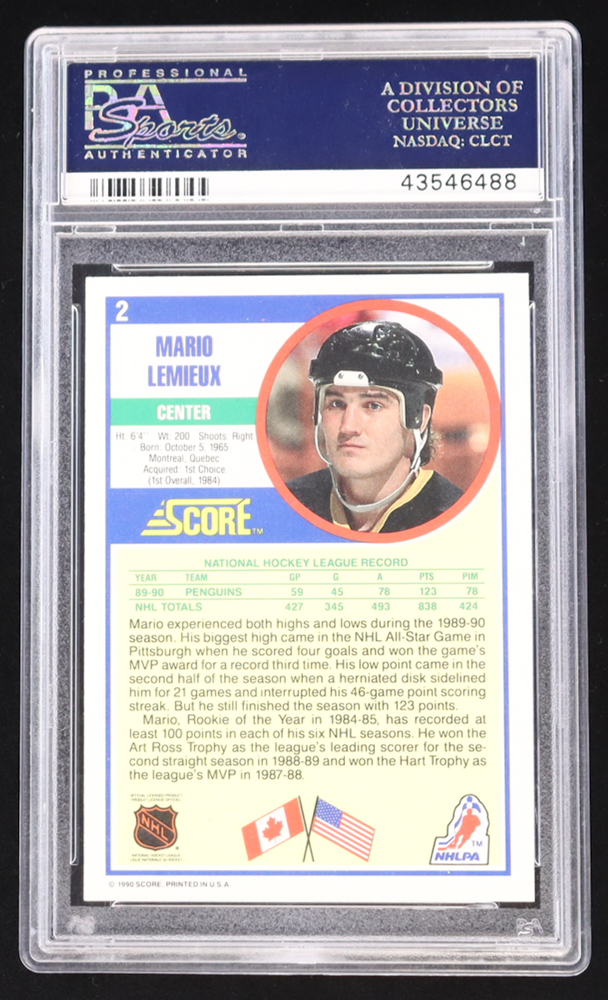 PROFESSIONAL
PSA
Sports
AUTHENTICATOR
A DIVISION OF
COLLECTORS
UNIVERSE
NASDAQ: CLCT
43546488
2
MARIO
LEMIEUX
CENTER
Ht. 6'4" Wt. 200 Shoots: Right
Born: October 5, 1965
Montreal, Quebec
Acquired: 1st Choice
(1st Overall, 1984)
SCORE™
NATIONAL HOCKEY LEAGUE RECORD
YEAR TEAM GP G A PTS PIM
89-90 PENGUINS 59 45 78 123 78
NHL TOTALS 427 345 493 838 424
Mario experienced both highs and lows during the 1989-90
season. His biggest high came in the NHL All-Star Game in
Pittsburgh when he scored four goals and won the game's
MVP award for a record third time. His low point came in the
second half of the season when a herniated disk sidelined
him for 21 games and interrupted his 46-game point scoring
streak. But he still finished the season with 123 points.
Mario, Rookie of the Year in 1984-85, has recorded at
least 100 points in each of his six NHL seasons. He won the
Art Ross Trophy as the league's leading scorer for the se-
cond straight season in 1988-89 and won the Hart Trophy as
the league's MVP in 1987-88.
OFFICIAL LICENSED PRODUCT
NHL
NATIONAL HOCKEY LEAGUE
NHLPA
TM
© 1990 SCORE, PRINTED IN U.S.A.
PSA